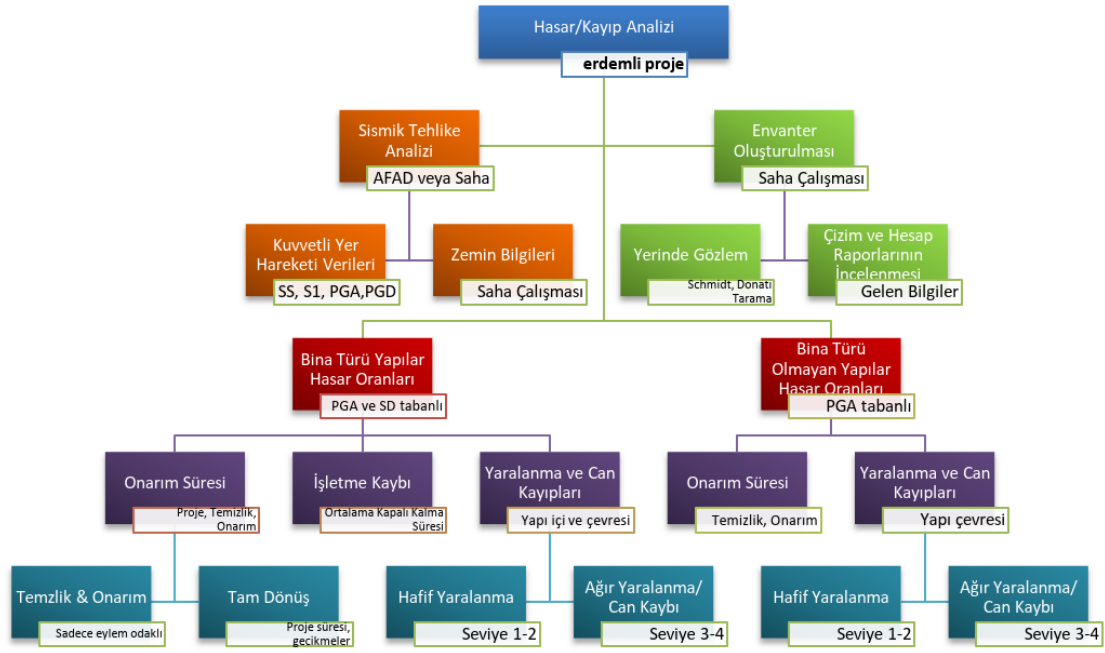 Hasar/Kayıp Analizi
erdemli proje
Sismik Tehlike
Analizi
AFAD veya Saha
Envanter
Oluşturulması
Saha Çalışması
Kuvvetli Yer
Hareketi Verileri
SS, S1, PGA,PGD
Zemin Bilgileri
Saha Çalışması
Yerinde Gözlem
Schmidt, Donatı
Tarama
Çizim ve Hesap
Raporlarının
İncelenmesi
Gelen Bilgiler
Bina Türü Yapılar
Hasar Oranları
PGA ve SD tabanlı
Bina Türü
Olmayan Yapılar
Hasar Oranları
PGA tabanlı
Onarım Süresi
Proje, Temizlik,
Onarım
İşletme Kaybı
Ortalama Kapalı Kalma
Süresi
Yaralanma ve Can
Kayıpları
Yapı içi ve çevresi
Onarım Süresi
Temizlik, Onarım
Yaralanma ve Can
Kayıpları
Yapı çevresi
Temzlik & Onarım
Sadece eylem odaklı
Tam Dönüş
Proje süresi,
gecikmeler
Hafif Yaralanma
Seviye 1-2
Ağır Yaralanma/
Can Kaybı
Seviye 3-4
Hafif Yaralanma
Seviye 1-2
Ağır Yaralanma/
Can Kaybı
Seviye 3-4